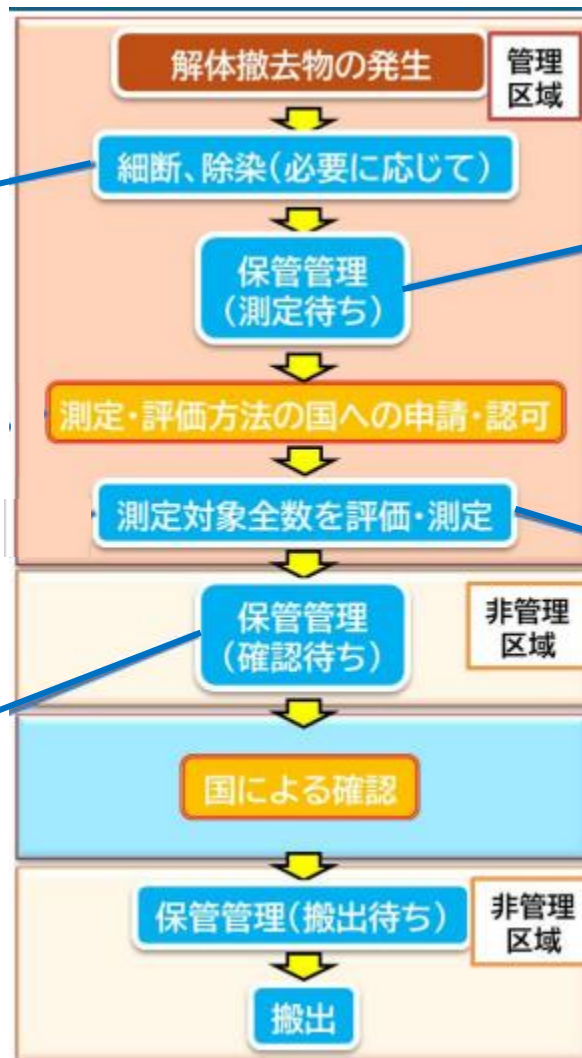 解体撤去物の発生
管理
区域
細断、除染(必要に応じて)
保管管理
(測定待ち)
測定・評価方法の国への申請・認可
測定対象全数を評価・測定
保管管理
(確認待ち)
非管理
区域
国による確認
保管管理(搬出待ち)
非管理
区域
搬出